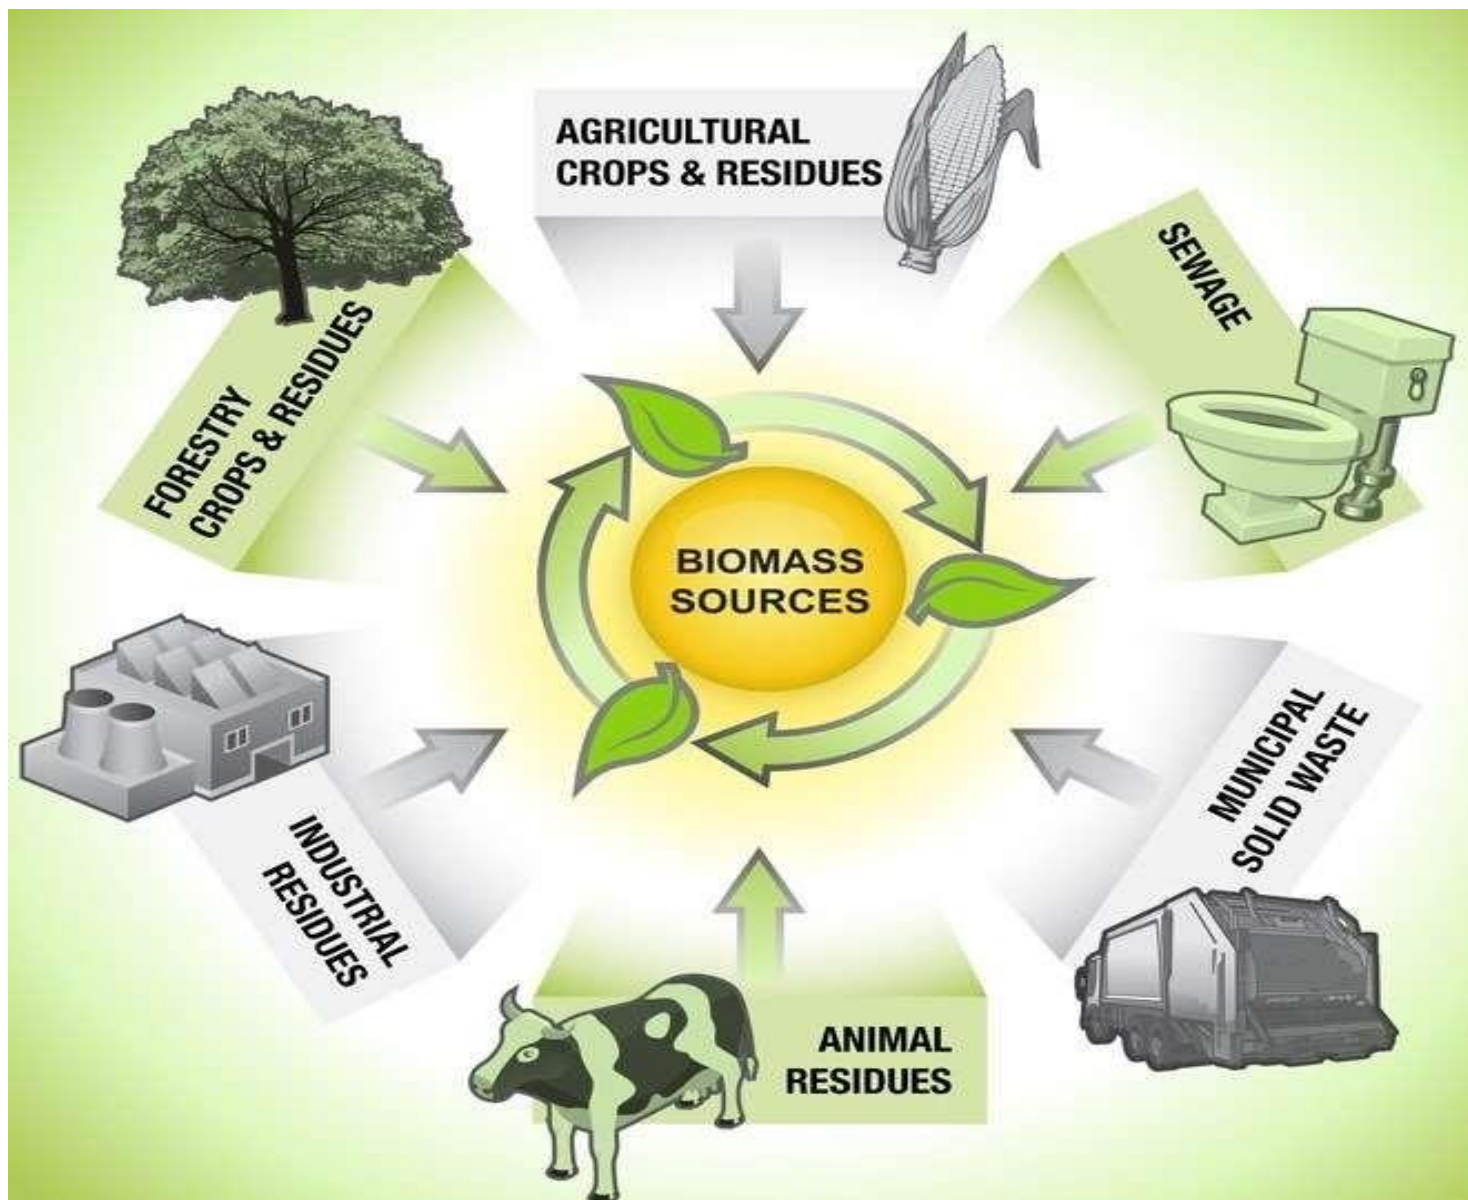 AGRICULTURAL
CROPS & RESIDUES
SEWAGE
FORESTRY
CROPS & RESIDUES
BIOMASS
SOURCES
MUNICIPAL
SOLID WASTE
INDUSTRIAL
RESIDUES
ANIMAL
RESIDUES